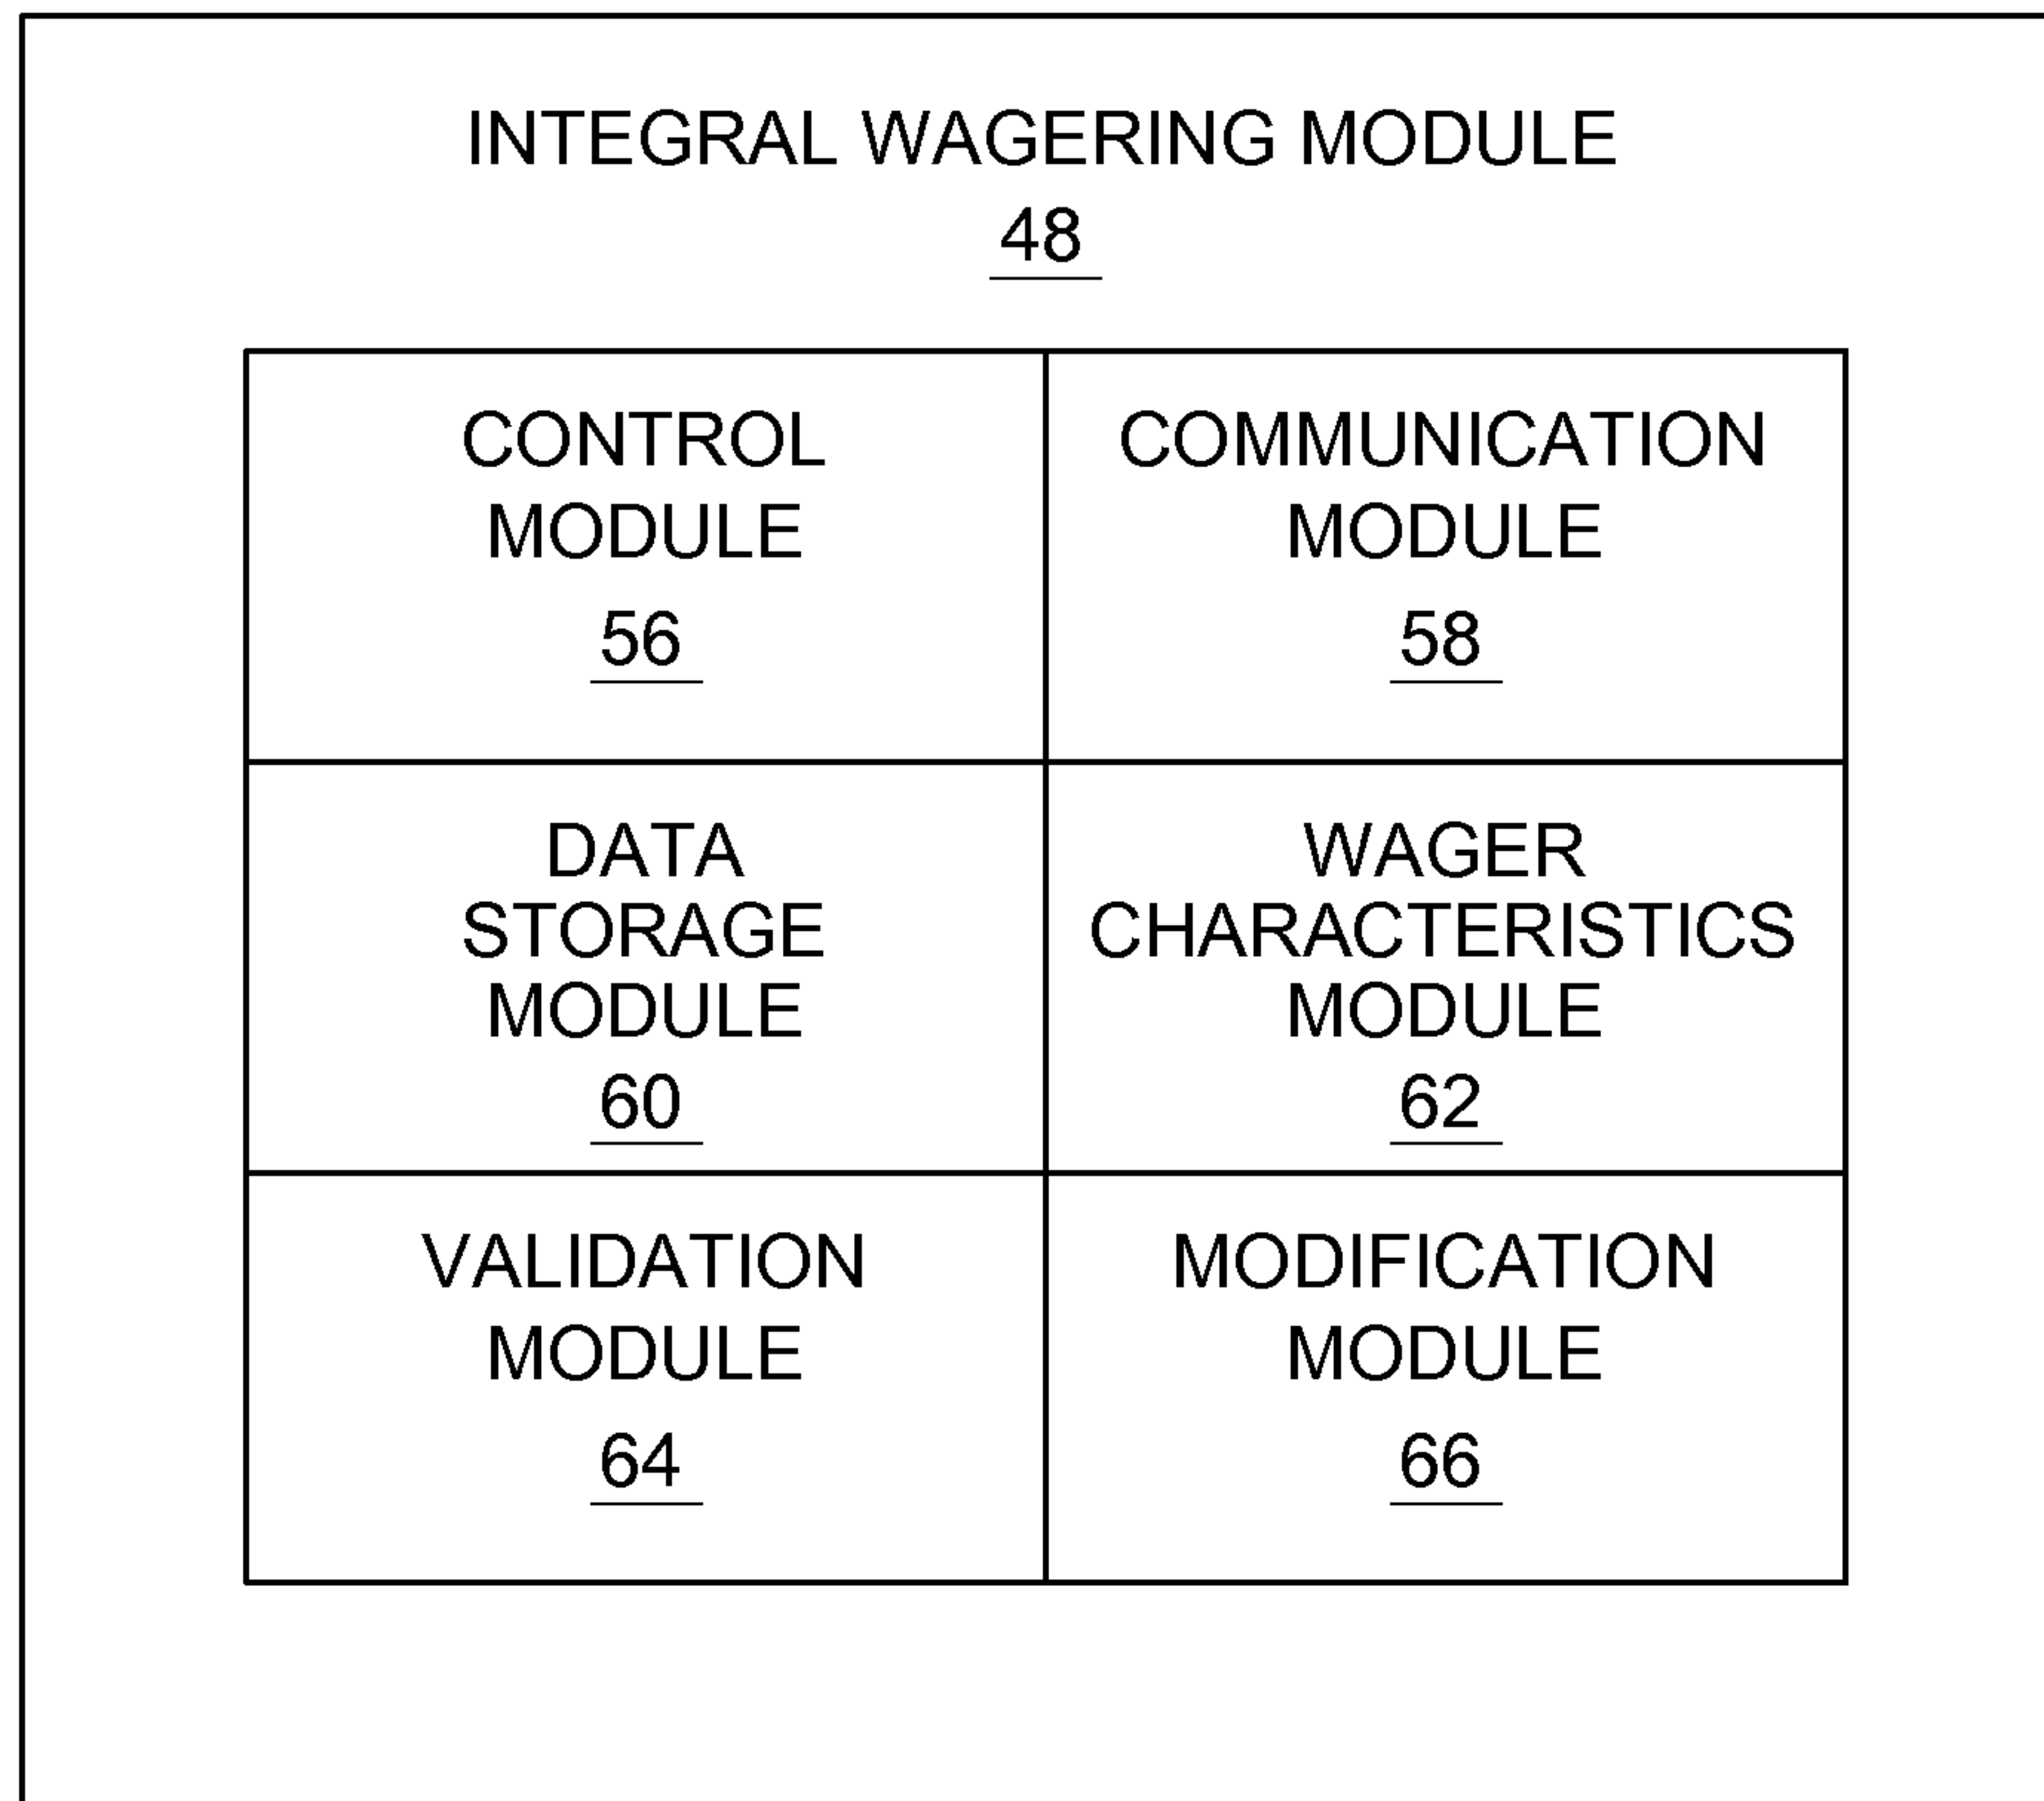 INTEGRAL WAGERING MODULE
48
CONTROL
MODULE
56
COMMUNICATION
MODULE
58
DATA
STORAGE
MODULE
60
WAGER
CHARACTERISTICS
MODULE
62
VALIDATION
MODULE
64
MODIFICATION
MODULE
66